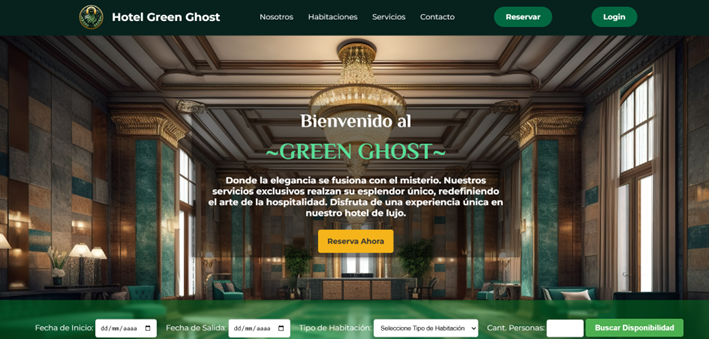 Hotel Green Ghost
Nosotros Habitaciones Servicios Contacto Reservar Login
Bienvenido al
~GREEN GHOST~
Donde la elegancia se fusiona con el misterio. Nuestros
servicios exclusivos realzan su esplendor único, redefiniendo
el arte de la hospitalidad. Disfruta de una experiencia única en
nuestro hotel de lujo.
Reserva Ahora
Fecha de Inicio: dd/mm/aaaa Fecha de Salida: dd/mm/aaaa Tipo de Habitación: Seleccione Tipo de Habitación Cant. Personas: Buscar Disponibilidad